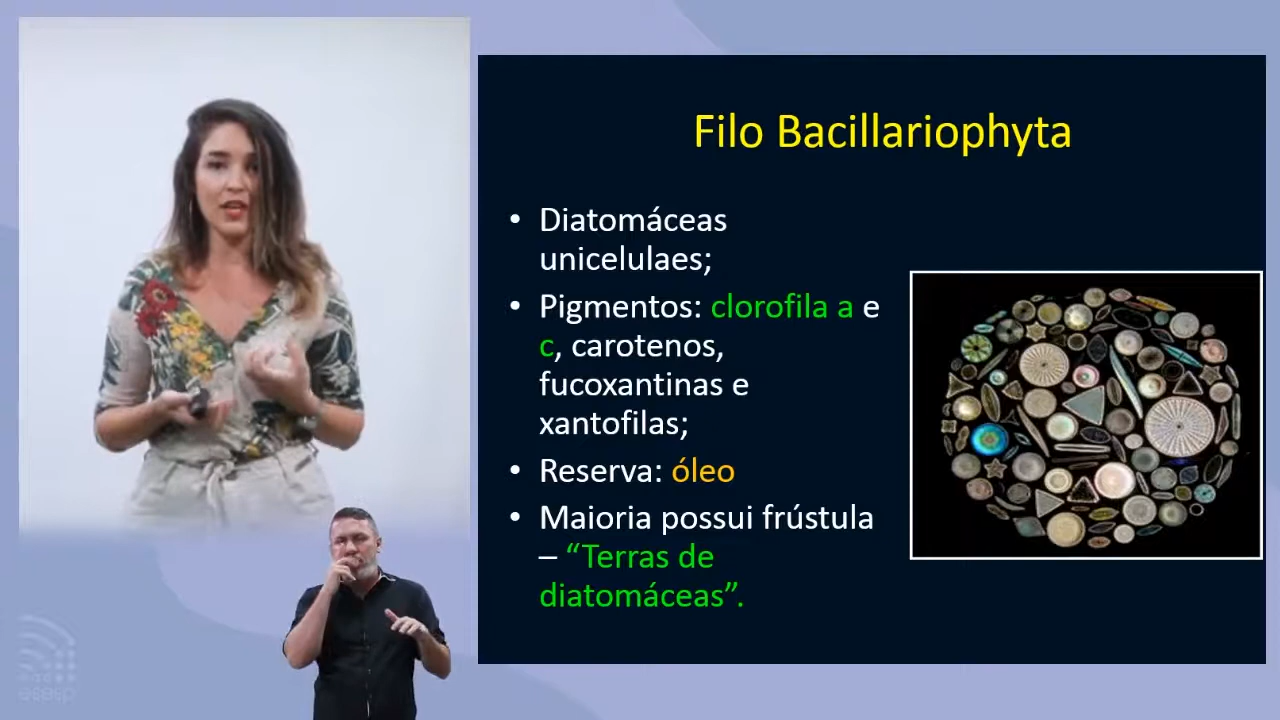 Filo Bacillariophyta
• Diatomáceas
unicelulaes;
• Pigmentos: clorofila a e
c, carotenos,
fucoxantinas e
xantofilas;
• Reserva: óleo
• Maioria possui frústula
– “Terras de
diatomáceas”.